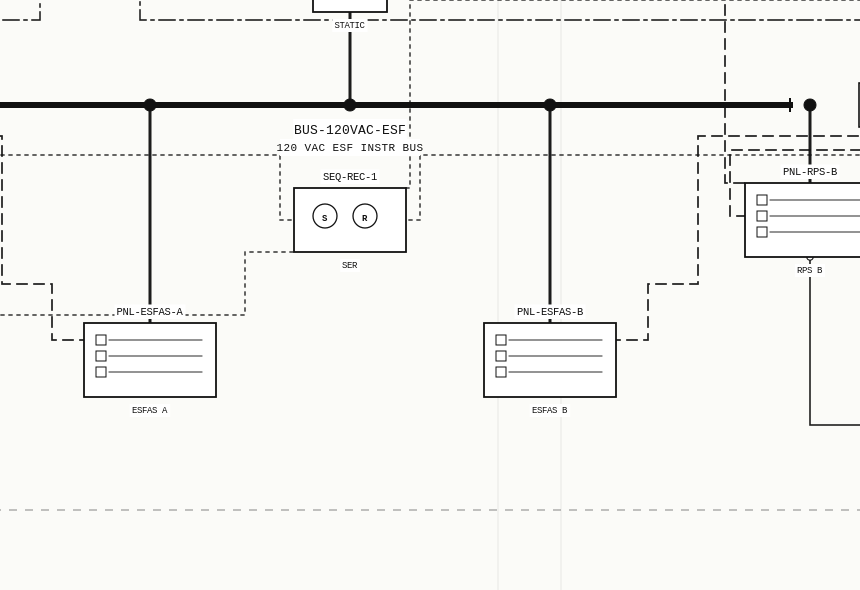 STATIC
BUS-120VAC-ESF
120 VAC ESF INSTR BUS
SEQ-REC-1
S R
SER
PNL-RPS-B
RPS B
PNL-ESFAS-A
ESFAS A
PNL-ESFAS-B
ESFAS B